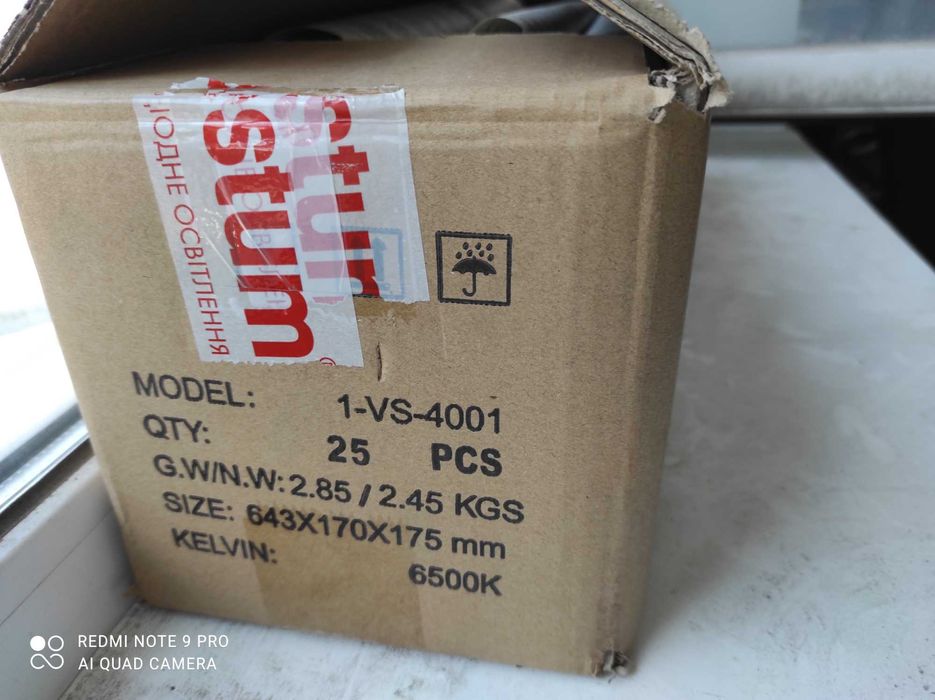 stum
stum
ОДНЕ ОСВІТЛЕННЯ
MODEL: 1-VS-4001
QTY: 25 PCS
G.W/N.W: 2.85 / 2.45 KGS
SIZE: 643X170X175 mm
KELVIN: 6500K
REDMI NOTE 9 PRO
AI QUAD CAMERA